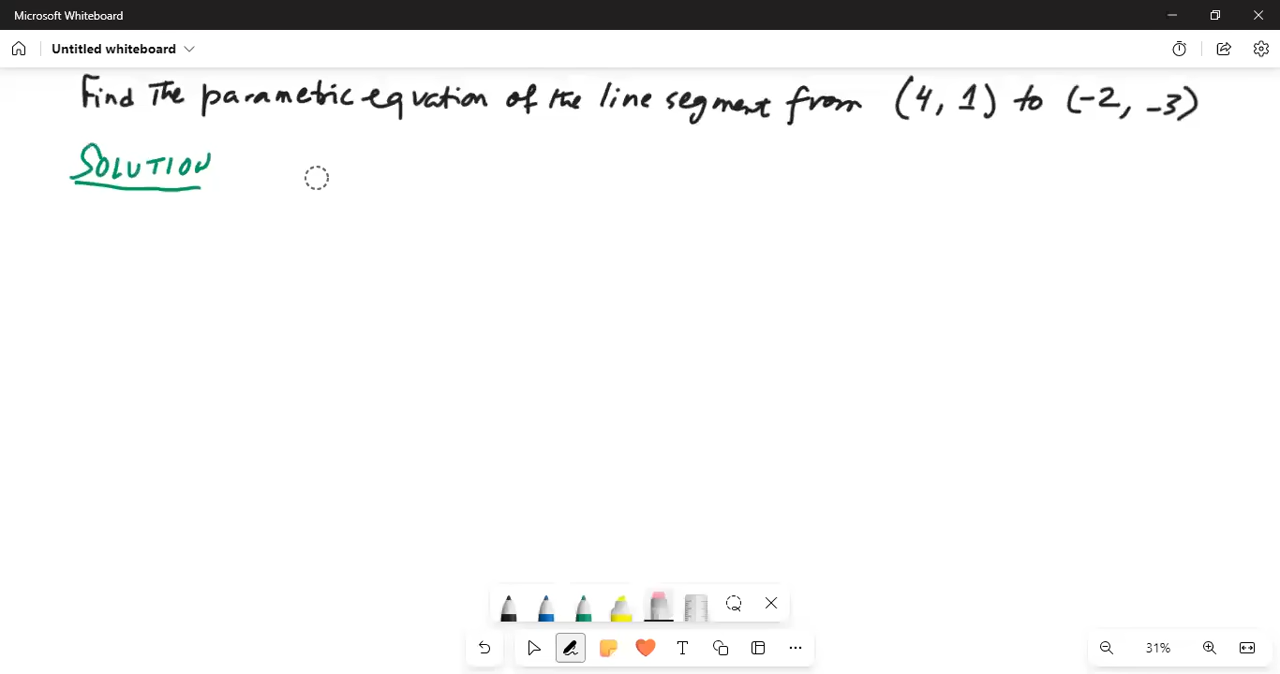 Microsoft Whiteboard
Untitled whiteboard
Find The parametric equation of the line segment from (4, 1) to (-2, -3)
SOLUTION
T
31%